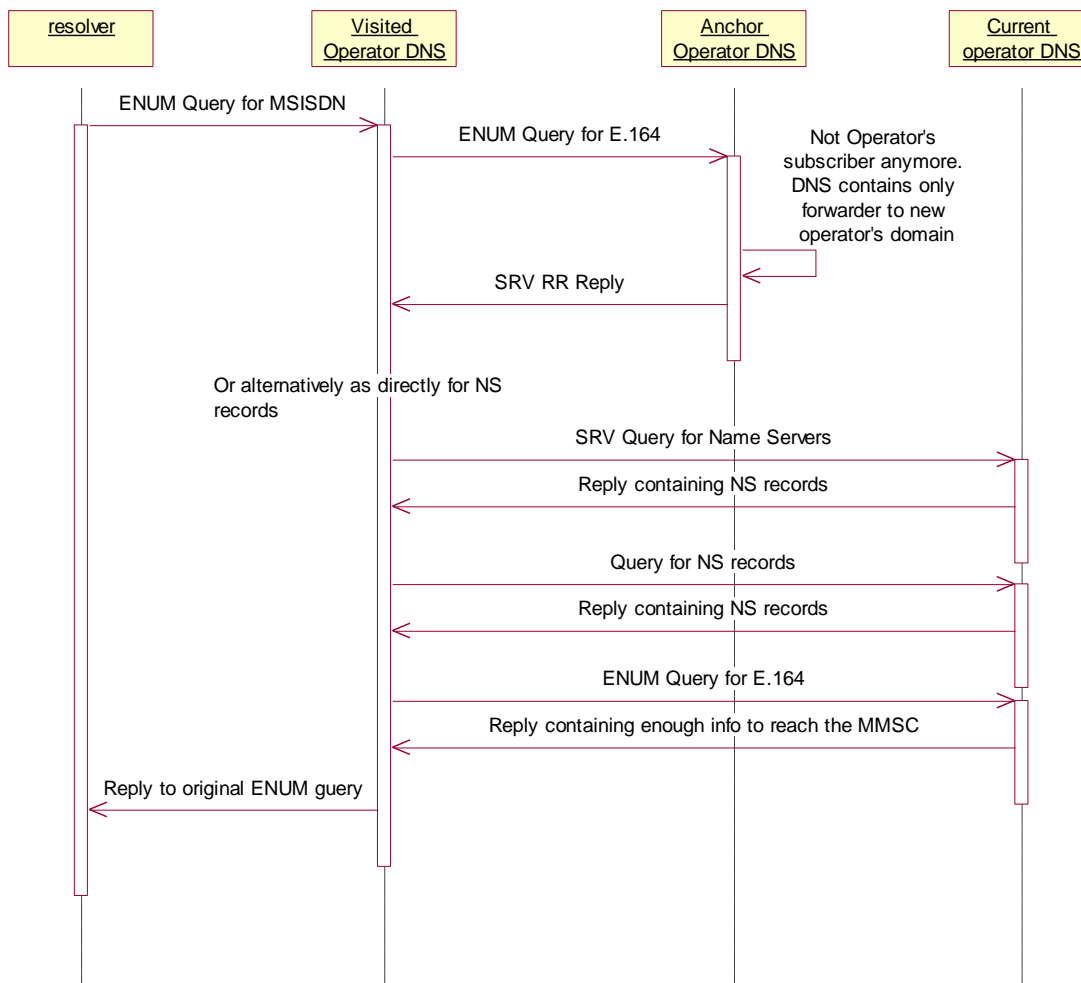 resolver
Visited
Operator DNS
Anchor
Operator DNS
Current
operator DNS
ENUM Query for MSISDN
ENUM Query for E.164
Not Operator's
subscriber anymore.
DNS contains only
forwarder to new
operator's domain
SRV RR Reply
Or alternatively as directly for NS
records
SRV Query for Name Servers
Reply containing NS records
Query for NS records
Reply containing NS records
ENUM Query for E.164
Reply containing enough info to reach the MMSC
Reply to original ENUM guery